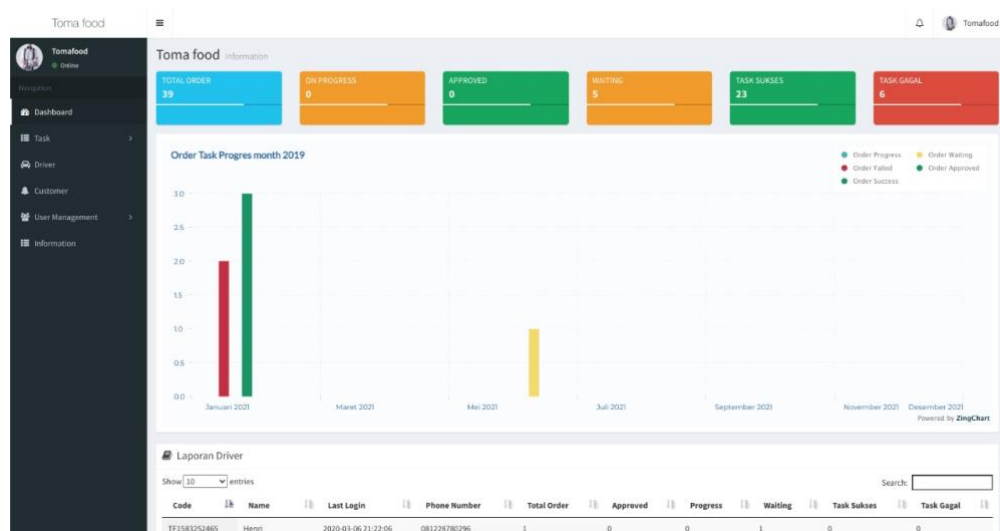 Toma food
Tomafood
Tomafood
Online
Navigation
Dashboard
Task
Driver
Customer
User Management
Information
Toma food Information
TOTAL ORDER
39
ON PROGRESS
0
APPROVED
0
WAITING
5
TASK SUKSES
23
TASK GAGAL
6
Order Task Progres month 2019
Order Progress
Order Waiting
Order Failed
Order Approved
Order Success
3.0
2.5
2.0
1.5
1.0
0.5
0.0
Januari 2021 Maret 2021 Mei 2021 Juli 2021 September 2021 November 2021 Desember 2021
Powered by ZingChart
Laporan Driver
Show 10 entries
Search:
Code Name Last Login Phone Number Total Order Approved Progress Waiting Task Sukses Task Gagal
TF1583252465 Henri 2020-03-06 21:22:06 081228780296 1 0 0 1 0 0